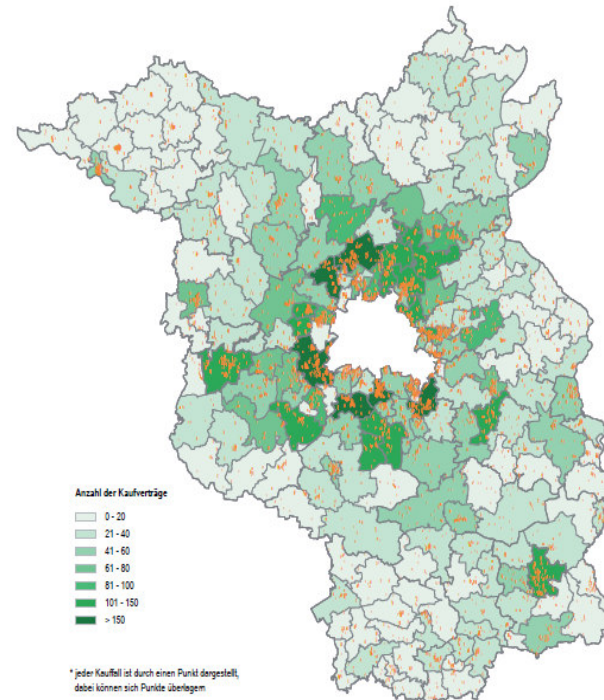 Anzahl der Kaufverträge
0 - 20
21 - 40
41 - 60
61 - 80
81 - 100
101 - 150
> 150
* jeder Kauffall ist durch einen Punkt dargestellt,
dabei können sich Punkte überlagern